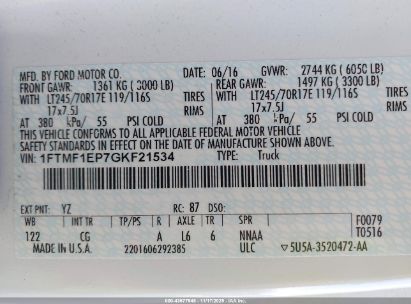 MFD. BY FORD MOTOR CO.
06/16 GVWR: 2744 KG (6050 LB)
FRONT GAWR: 1361 KG (3000 LB) REAR GAWR: 1497 KG (3300 LB)
WITH LT245/70R17E 119/116S TIRES WITH LT245/70R17E 119/116S TIRES
17x7.5J RIMS 17x7.5J RIMS
AT 380 kPa/ 55 PSI COLD AT 380 kPa/ 55 PSI COLD
THIS VEHICLE CONFORMS TO ALL APPLICABLE FEDERAL MOTOR VEHICLE
SAFETY STANDARDS IN EFFECT ON THE DATE OF MANUFACTURE SHOWN ABOVE.
VIN: 1FTMF1EP7GKF21534 TYPE: Truck
EXT PNT: YZ RC: 87 DSO: F0079
WB INT TR TP/PS R AXLE TR SPR T0516
122 CG A L6 6 NNAA
2201606292385 ULC 5U5A-3520472-AA